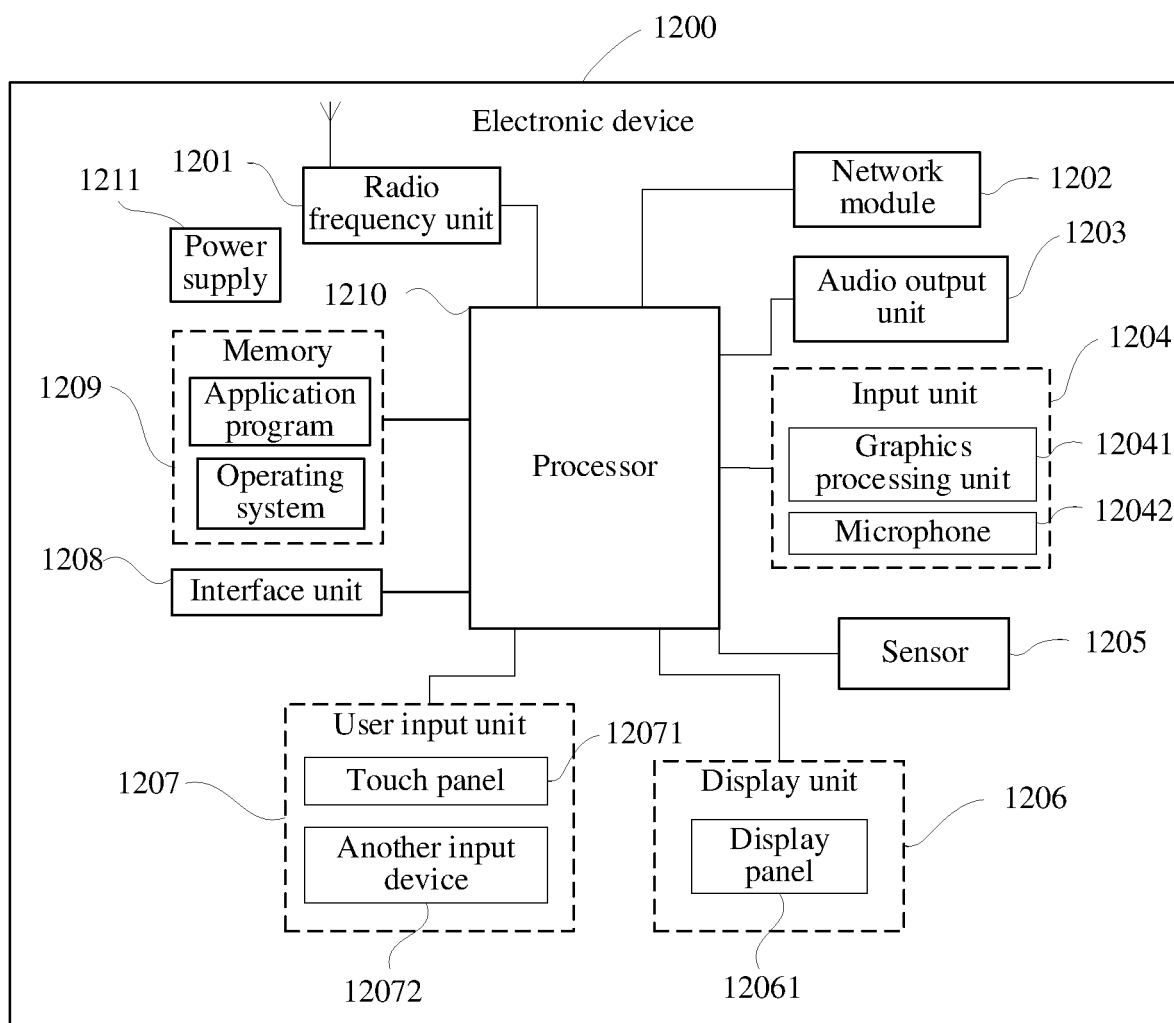 1200
Electronic device
1201
Radio
frequency unit
1211
Power
supply
Network
module
1202
1203
Audio output
unit
1210
Processor
1204
Input unit
Graphics
processing unit
12041
Microphone
12042
Memory
1209
Application
program
Operating
system
1208
Interface unit
Sensor
1205
User input unit
12071
1207
Touch panel
Another input
device
12072
Display unit
1206
Display
panel
12061